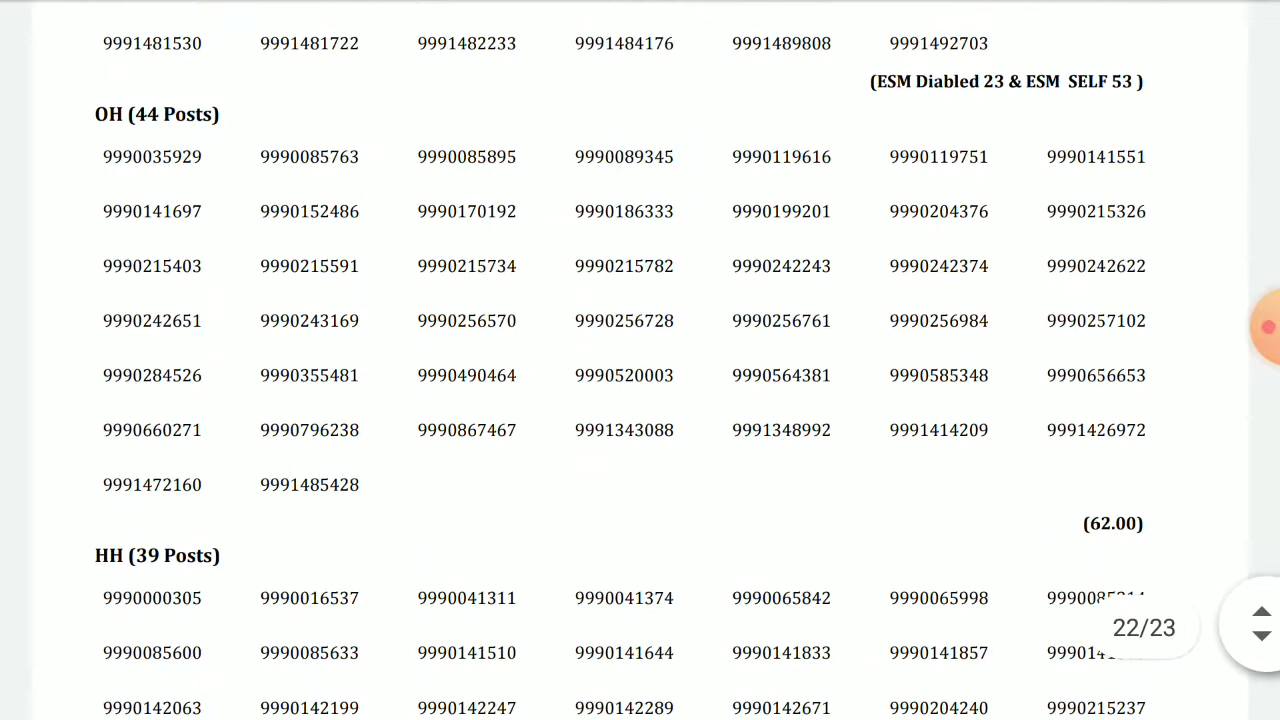 9991481530 9991481722 9991482233 9991484176 9991489808 9991492703
(ESM Diabled 23 & ESM SELF 53 )
OH (44 Posts)
9990035929 9990085763 9990085895 9990089345 9990119616 9990119751 9990141551
9990141697 9990152486 9990170192 9990186333 9990199201 9990204376 9990215326
9990215403 9990215591 9990215734 9990215782 9990242243 9990242374 9990242622
9990242651 9990243169 9990256570 9990256728 9990256761 9990256984 9990257102
9990284526 9990355481 9990490464 9990520003 9990564381 9990585348 9990656653
9990660271 9990796238 9990867467 9991343088 9991348992 9991414209 9991426972
9991472160 9991485428
(62.00)
HH (39 Posts)
9990000305 9990016537 9990041311 9990041374 9990065842 9990065998
22/23
9990085600 9990085633 9990141510 9990141644 9990141833 9990141857
9990142063 9990142199 9990142247 9990142289 9990142671 9990204240 9990215237